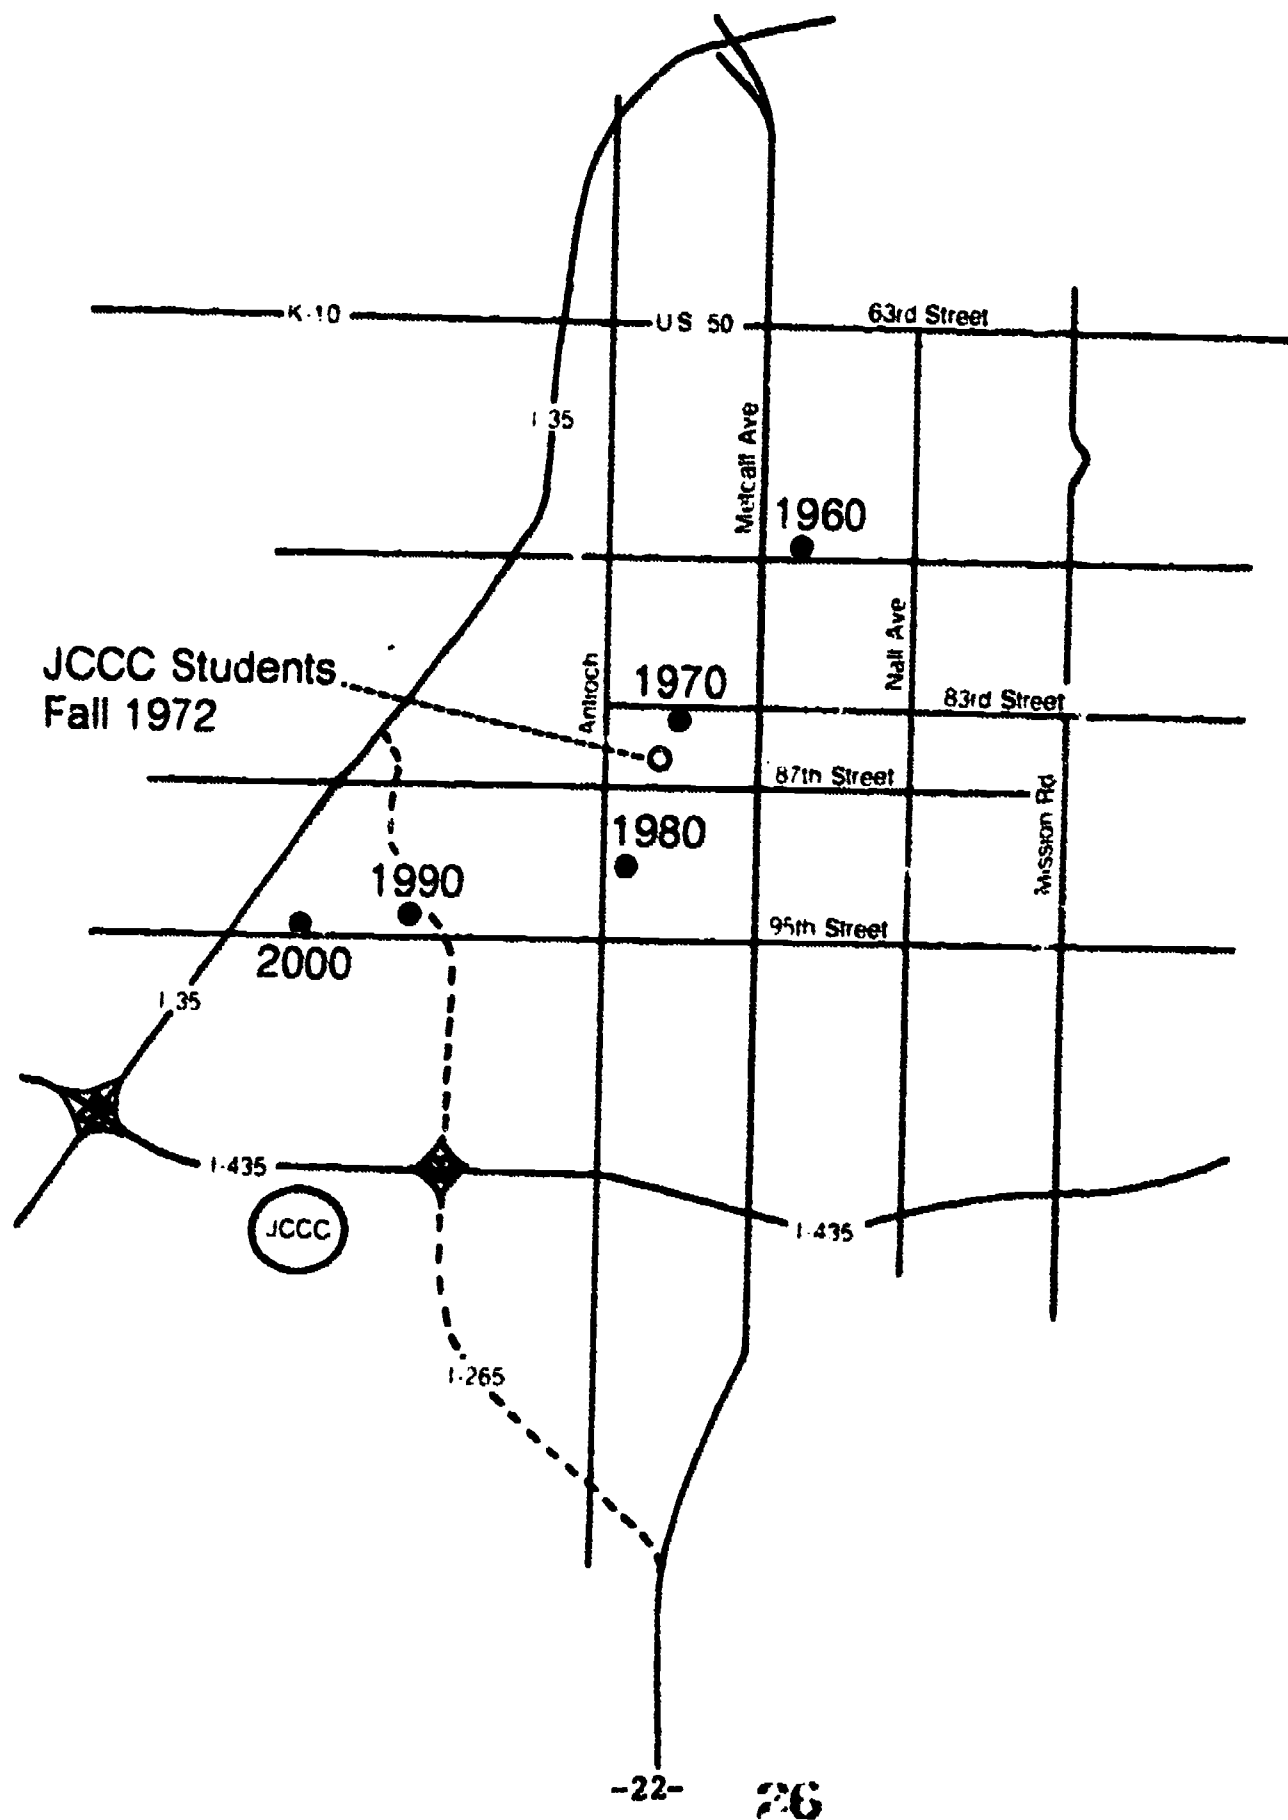 K-10
US 50
63rd Street
I 35
Metcalf Ave
1960
Nall Ave
JCCC Students
Fall 1972
Antioch
1970
83rd Street
87th Street
Mission Rd
1980
1990
95th Street
2000
I 35
I-435
JCCC
I-435
I-265
-22-
26